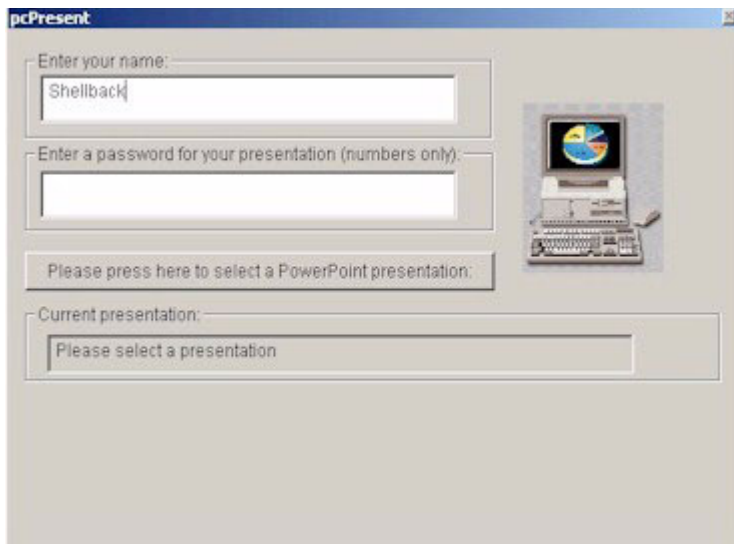 pcPresent
Enter your name:
Shellback
Enter a password for your presentation (numbers only):
Please press here to select a PowerPoint presentation:
Current presentation:
Please select a presentation